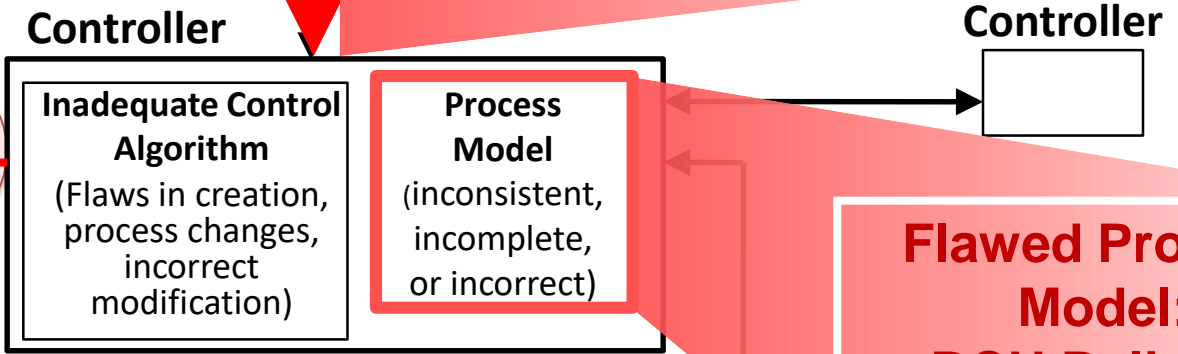 Controller
Controller
Inadequate Control
Algorithm
(Flaws in creation,
process changes,
incorrect
modification)
Process
Model
(inconsistent,
incomplete,
or incorrect)
Flawed Pro
Model